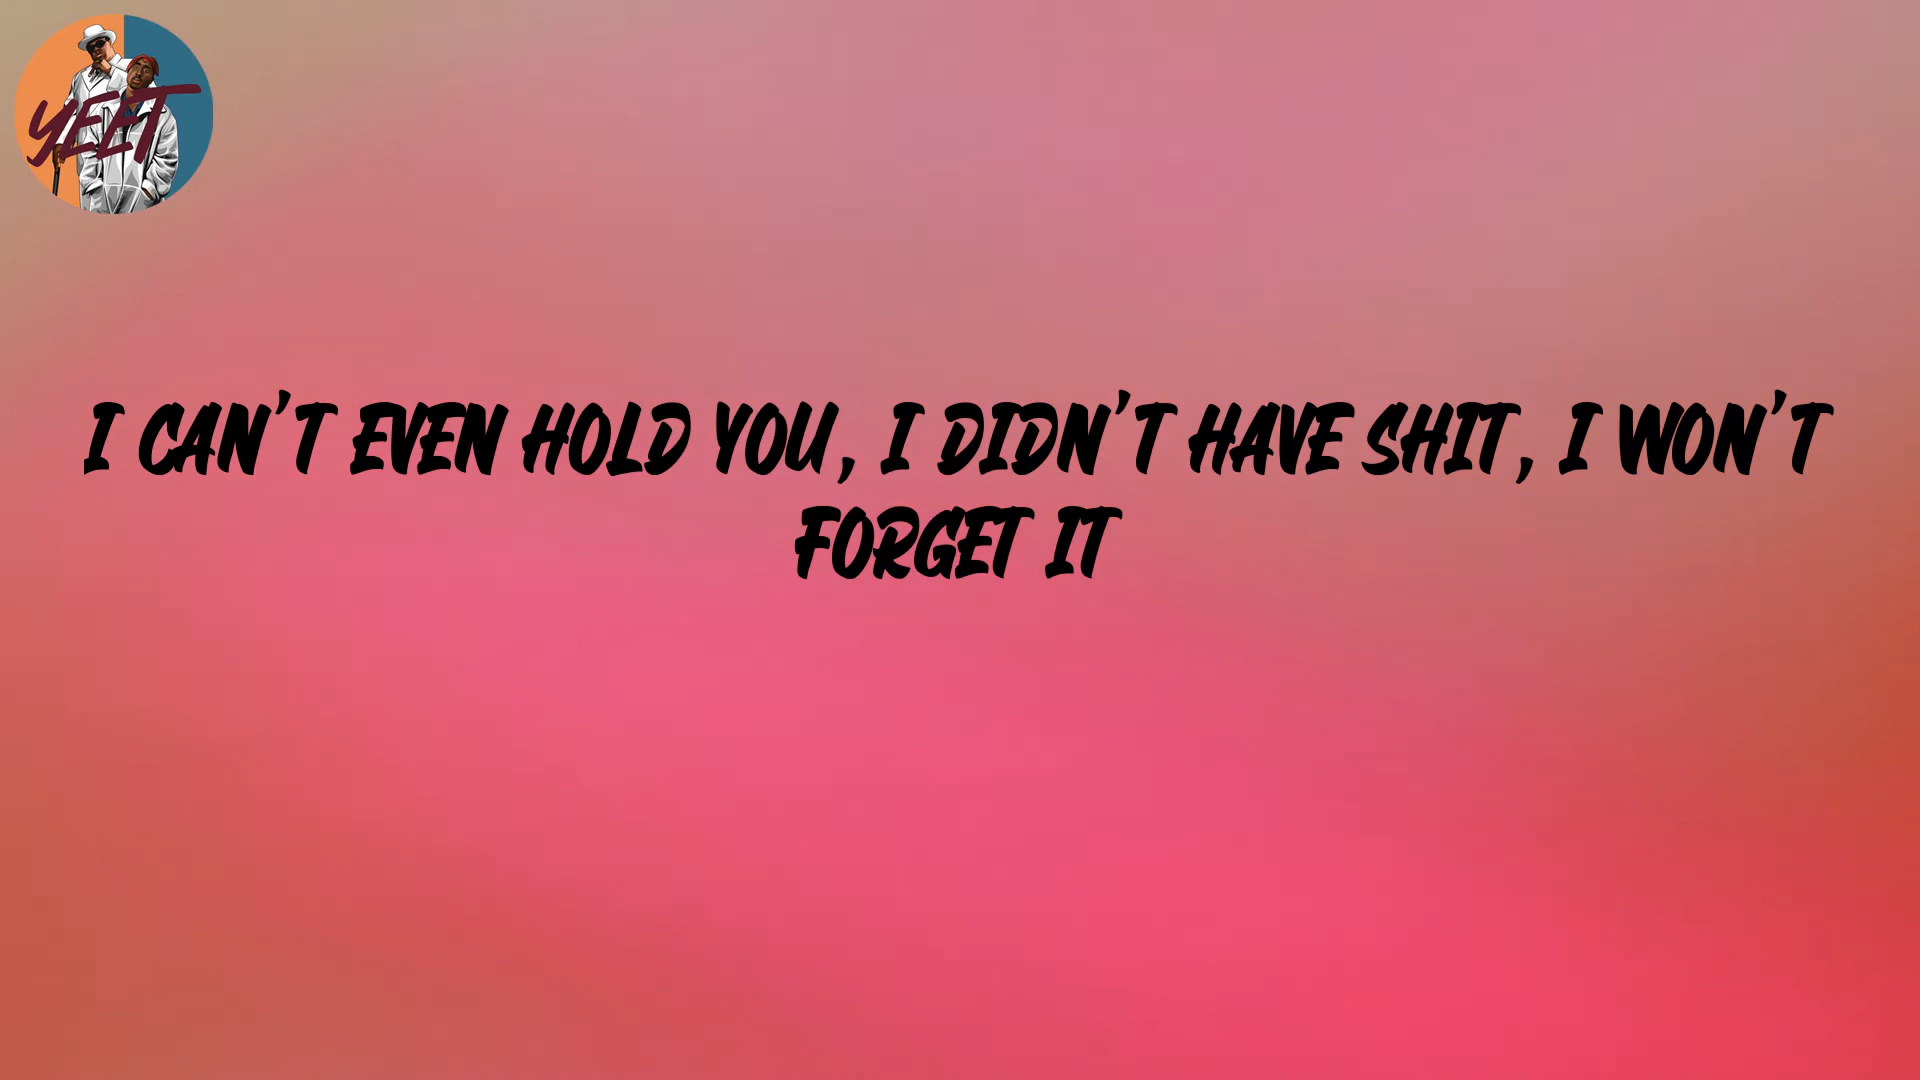 YEET
I CAN'T EVEN HOLD YOU, I DIDN'T HAVE SHIT, I WON'T
FORGET IT